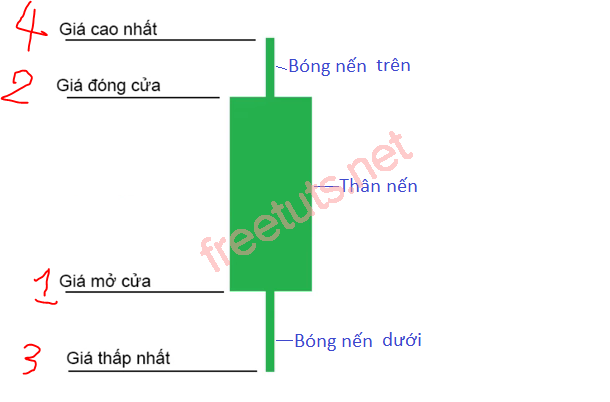 4 Giá cao nhất
Bóng nến trên
2 Giá đóng cửa
freetuts.net
Thân nến
1 Giá mở cửa
Bóng nến dưới
3 Giá thấp nhất